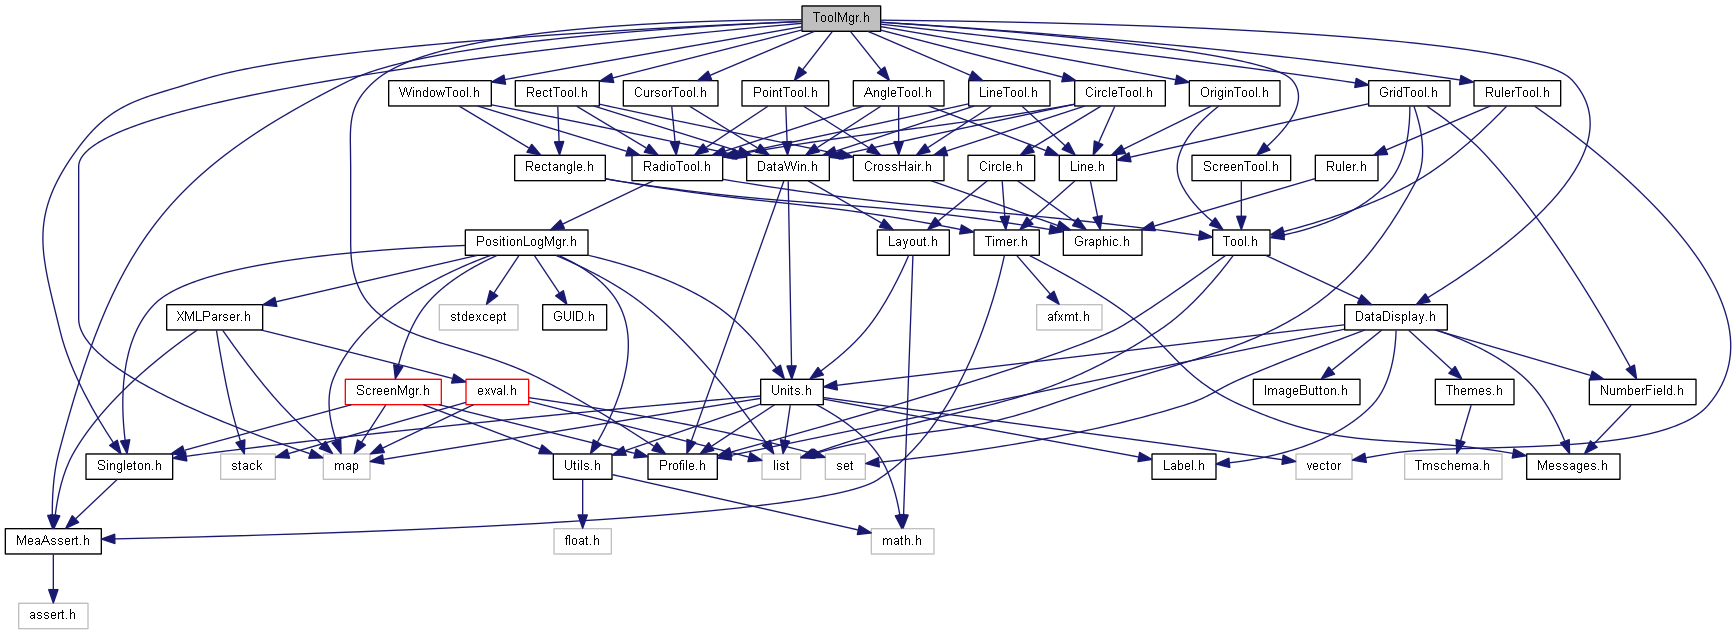 ToolMgr.h
WindowTool.h
RectTool.h
CursorTool.h
PointTool.h
AngleTool.h
LineTool.h
CircleTool.h
OriginTool.h
GridTool.h
RulerTool.h
Rectangle.h
RadioTool.h
DataWin.h
CrossHair.h
Circle.h
Line.h
ScreenTool.h
Ruler.h
PositionLogMgr.h
Layout.h
Timer.h
Graphic.h
Tool.h
XMLParser.h
stdexcept
GUID.h
afxmt.h
DataDisplay.h
ScreenMgr.h
exval.h
Units.h
ImageButton.h
Themes.h
NumberField.h
Singleton.h
stack
map
Utils.h
Profile.h
list
set
Label.h
vector
Tmschema.h
Messages.h
MeaAssert.h
float.h
math.h
assert.h